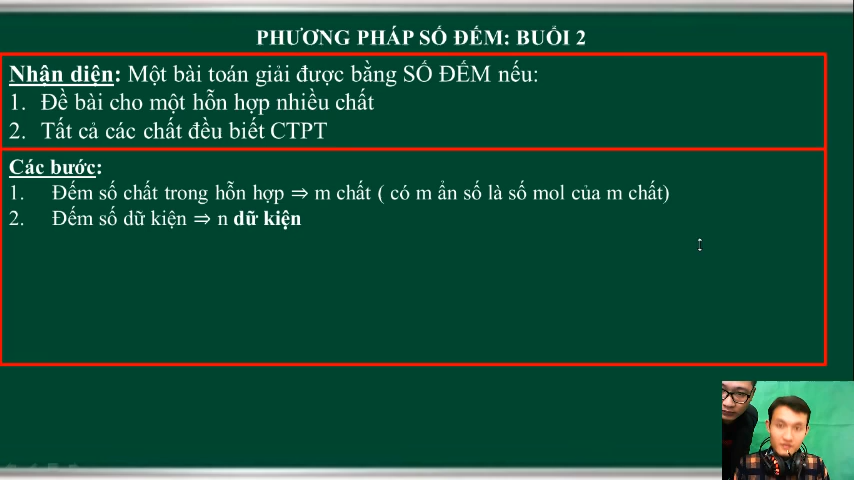 PHƯƠNG PHÁP SỐ ĐẾM: BUỔI 2
Nhận diện: Một bài toán giải được bằng SỐ ĐẾM nếu:
1. Đề bài cho một hỗn hợp nhiều chất
2. Tất cả các chất đều biết CTPT
Các bước:
1. Đếm số chất trong hỗn hợp ⇒ m chất ( có m ẩn số là số mol của m chất)
2. Đếm số dữ kiện ⇒ n dữ kiện